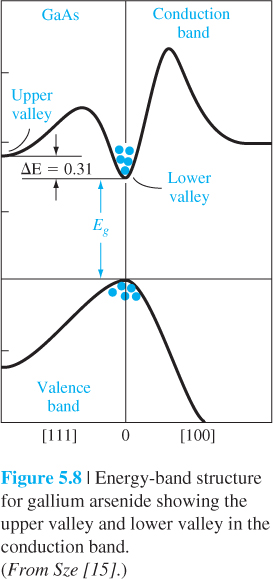 GaAs
Conduction
band
Upper
valley
ΔE = 0.31
Lower
valley
E_g
Valence
band
[111] 0 [100]
Figure 5.8 | Energy-band structure
for gallium arsenide showing the
upper valley and lower valley in the
conduction band.
(From Sze [15].)